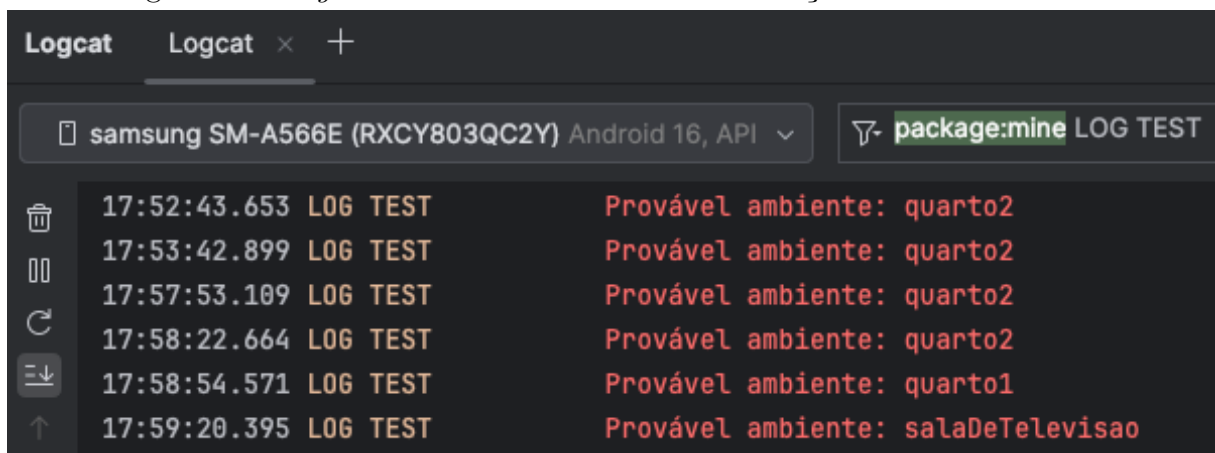 Logcat Logcat × +
samsung SM-A566E (RXCY803QC2Y) Android 16, API package:mine LOG TEST
17:52:43.653 LOG TEST Provável ambiente: quarto2
17:53:42.899 LOG TEST Provável ambiente: quarto2
17:57:53.109 LOG TEST Provável ambiente: quarto2
17:58:22.664 LOG TEST Provável ambiente: quarto2
17:58:54.571 LOG TEST Provável ambiente: quarto1
17:59:20.395 LOG TEST Provável ambiente: salaDeTelevisao